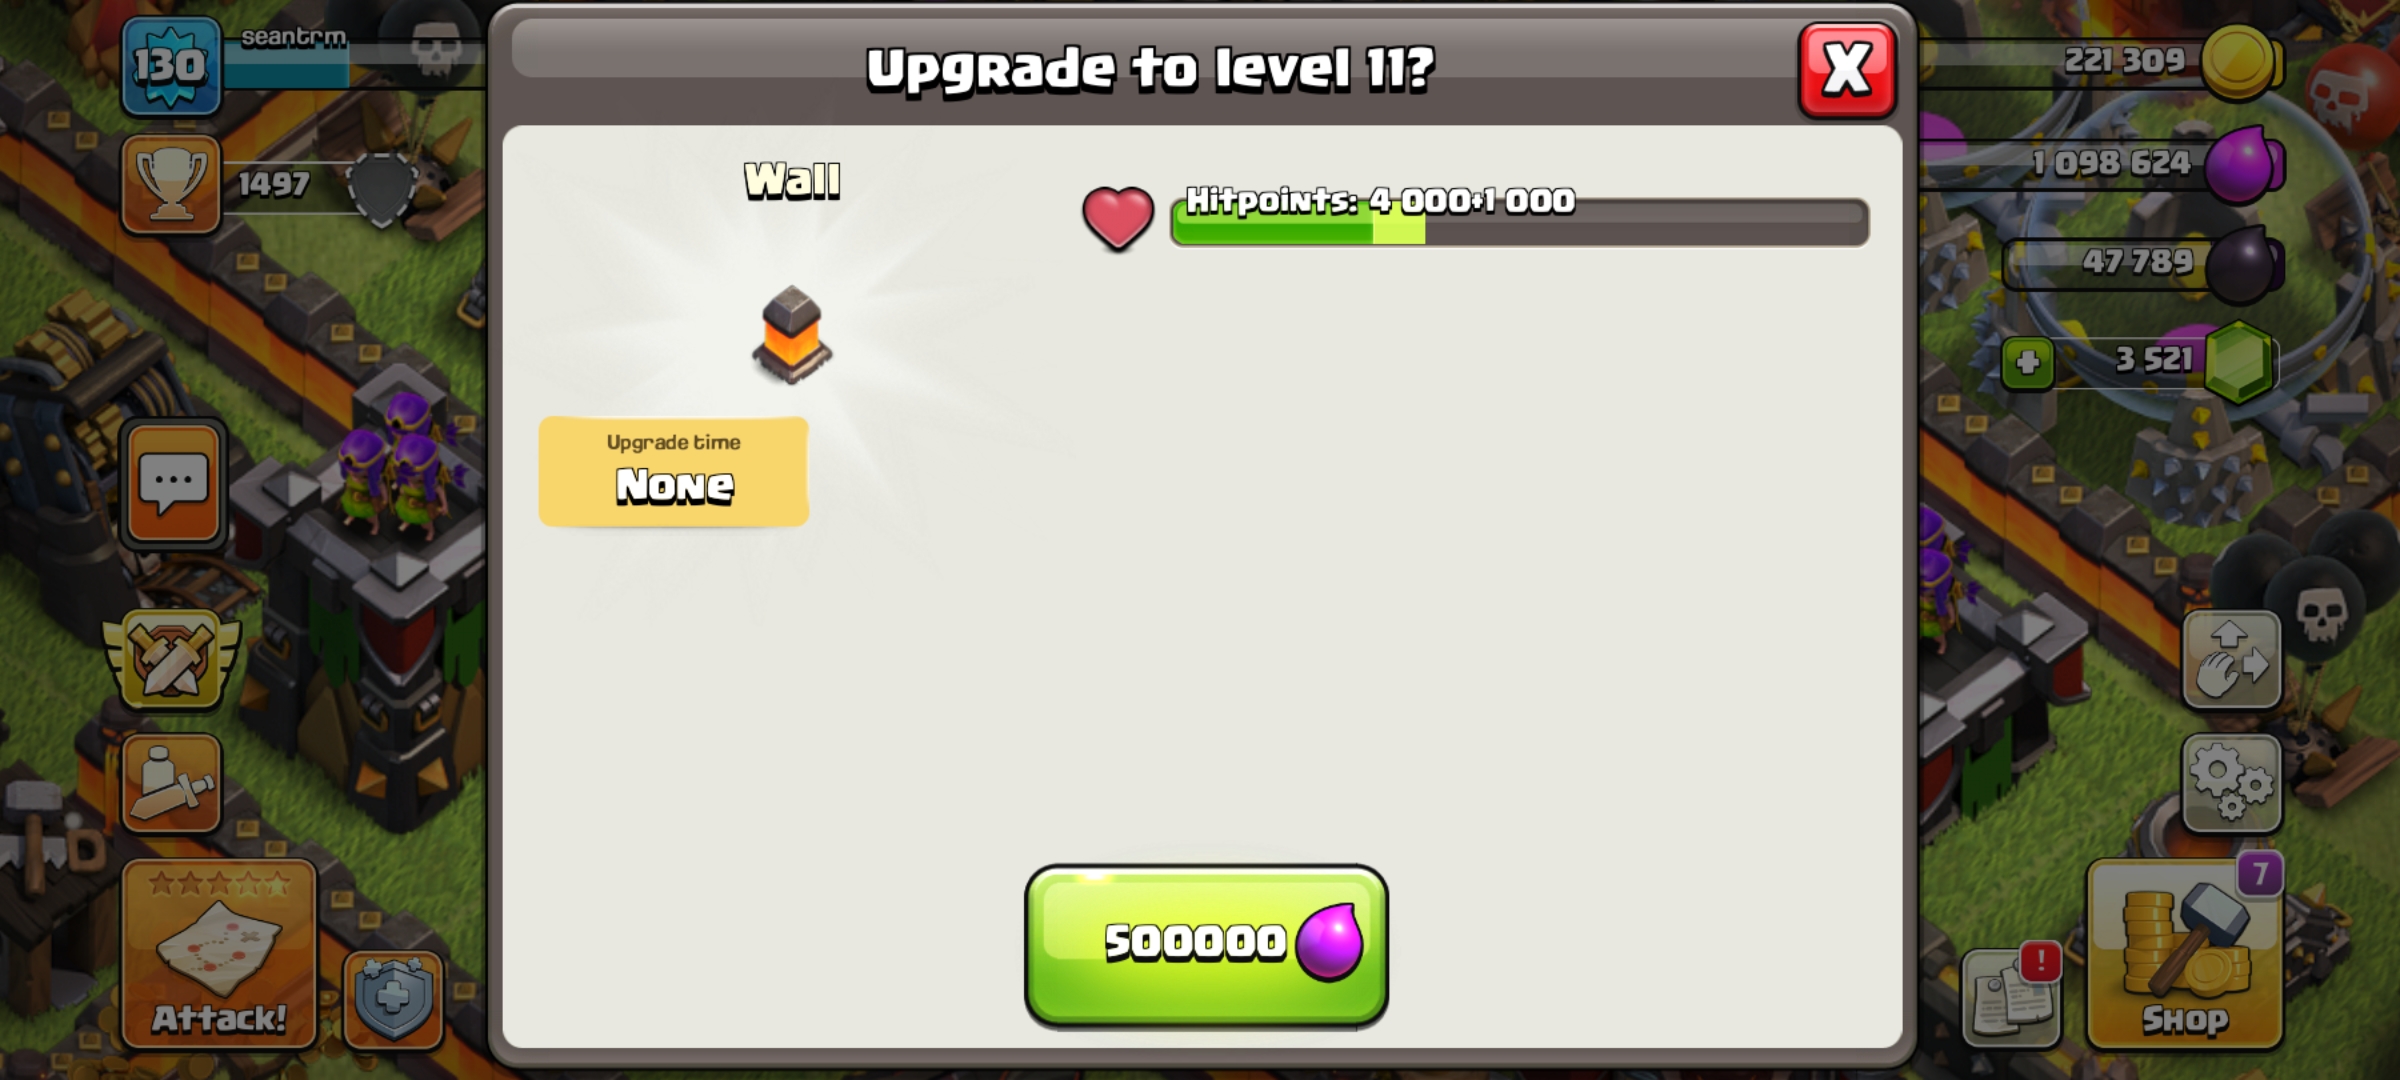 130
seantrm
Upgrade to level 11?
X
221 309
1497
Wall
Hitpoints: 4 000+1 000
1 098 624
47 789
3 521
Upgrade time
None
7
500000
!
Attack!
Shop